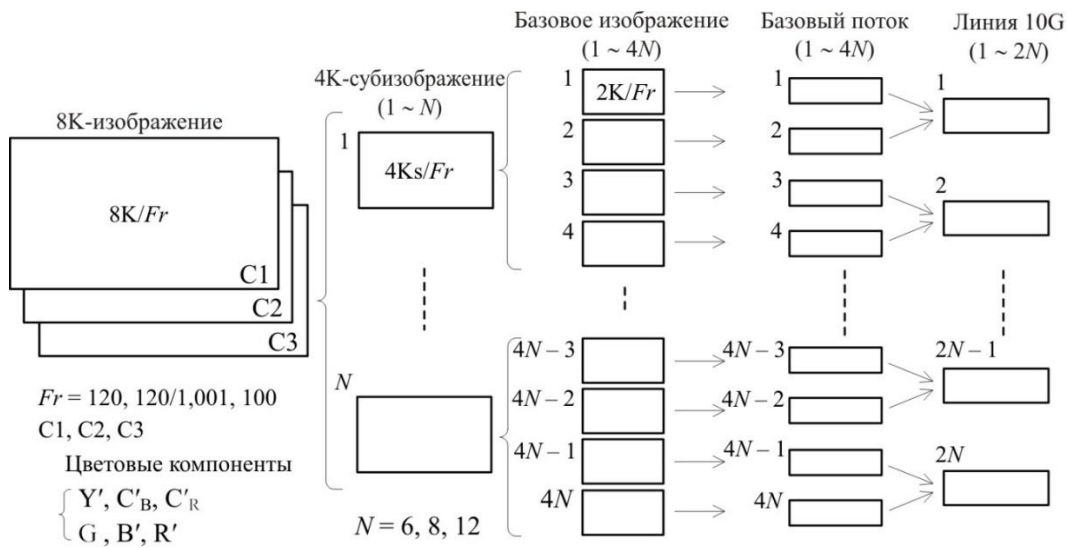 8K-изображение
8K/Fr
C1
C2
C3
Fr = 120, 120/1,001, 100
C1, C2, C3
Цветовые компоненты
Y′, C′B, C′R
G , B′, R′
4K-субизображение
(1 ~ N)
1
4Ks/Fr
N
N = 6, 8, 12
Базовое изображение
(1 ~ 4N)
1
2K/Fr
2
3
4
4N – 3
4N – 2
4N – 1
4N
Базовый поток
(1 ~ 4N)
1
2
3
4
4N – 3
4N – 2
4N – 1
4N
Линия 10G
(1 ~ 2N)
1
2
2N – 1
2N